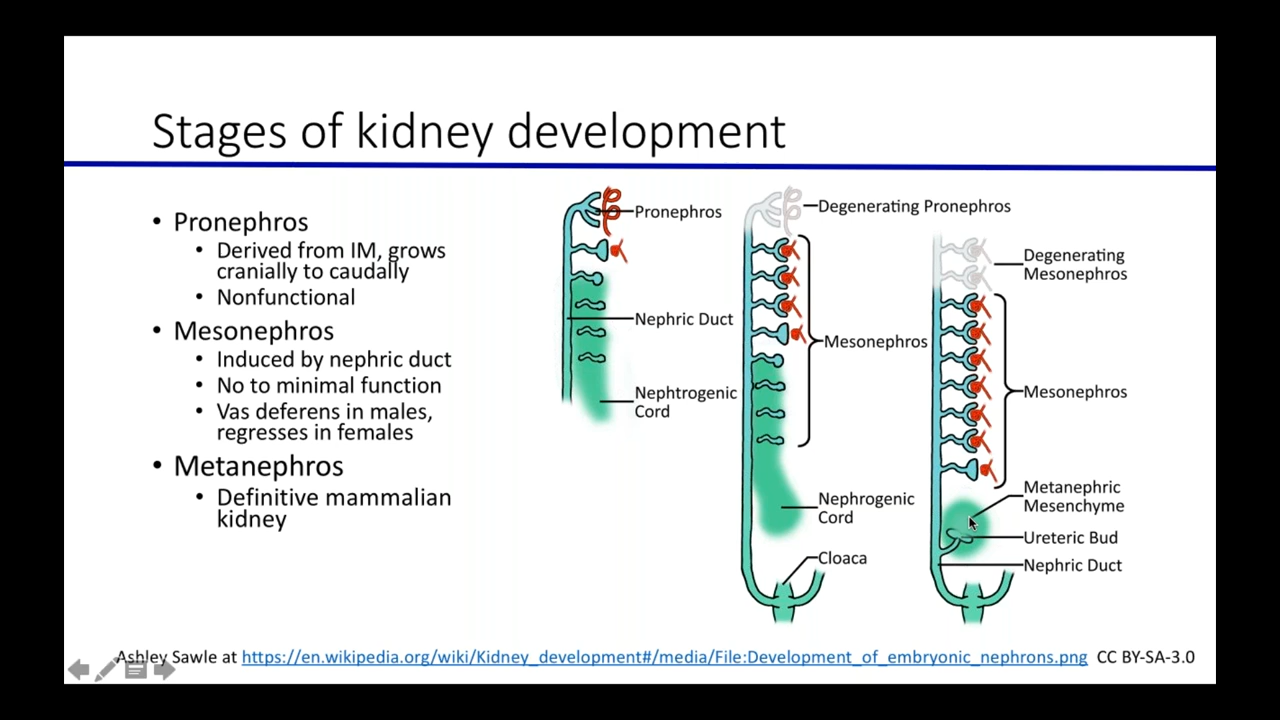 Stages of kidney development
• Pronephros
• Derived from IM, grows
cranially to caudally
• Nonfunctional
• Mesonephros
• Induced by nephric duct
• No to minimal function
• Vas deferens in males,
regresses in females
• Metanephros
• Definitive mammalian
kidney
Pronephros
Nephric Duct
Nephtrogenic
Cord
Degenerating Pronephros
Mesonephros
Nephrogenic
Cord
Cloaca
Degenerating
Mesonephros
Mesonephros
Metanephric
Mesenchyme
Ureteric Bud
Nephric Duct
Ashley Sawle at https://en.wikipedia.org/wiki/Kidney_development#/media/File:Development_of_embryonic_nephrons.png CC BY-SA-3.0